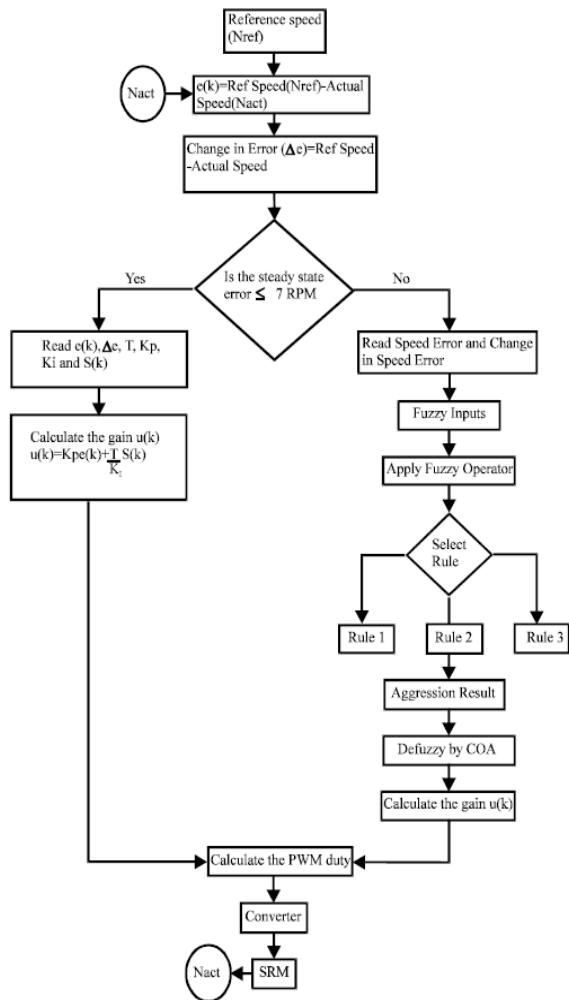 Reference speed
(Nref)
Nact
e(k)=Ref Speed(Nref)-Actual
Speed(Nact)
Change in Error (Δe)=Ref Speed
-Actual Speed
Is the steady state
error ≤ 7 RPM
Yes
No
Read e(k),Δe, T, Kp,
Ki and S(k)
Calculate the gain u(k)
u(k)=Kpe(k)+T S(k)
K_I
Read Speed Error and Change
in Speed Error
Fuzzy Inputs
Apply Fuzzy Operator
Select
Rule
Rule 1
Rule 2
Rule 3
Aggression Result
Defuzzy by COA
Calculate the gain u(k)
Calculate the PWM duty
Converter
SRM
Nact